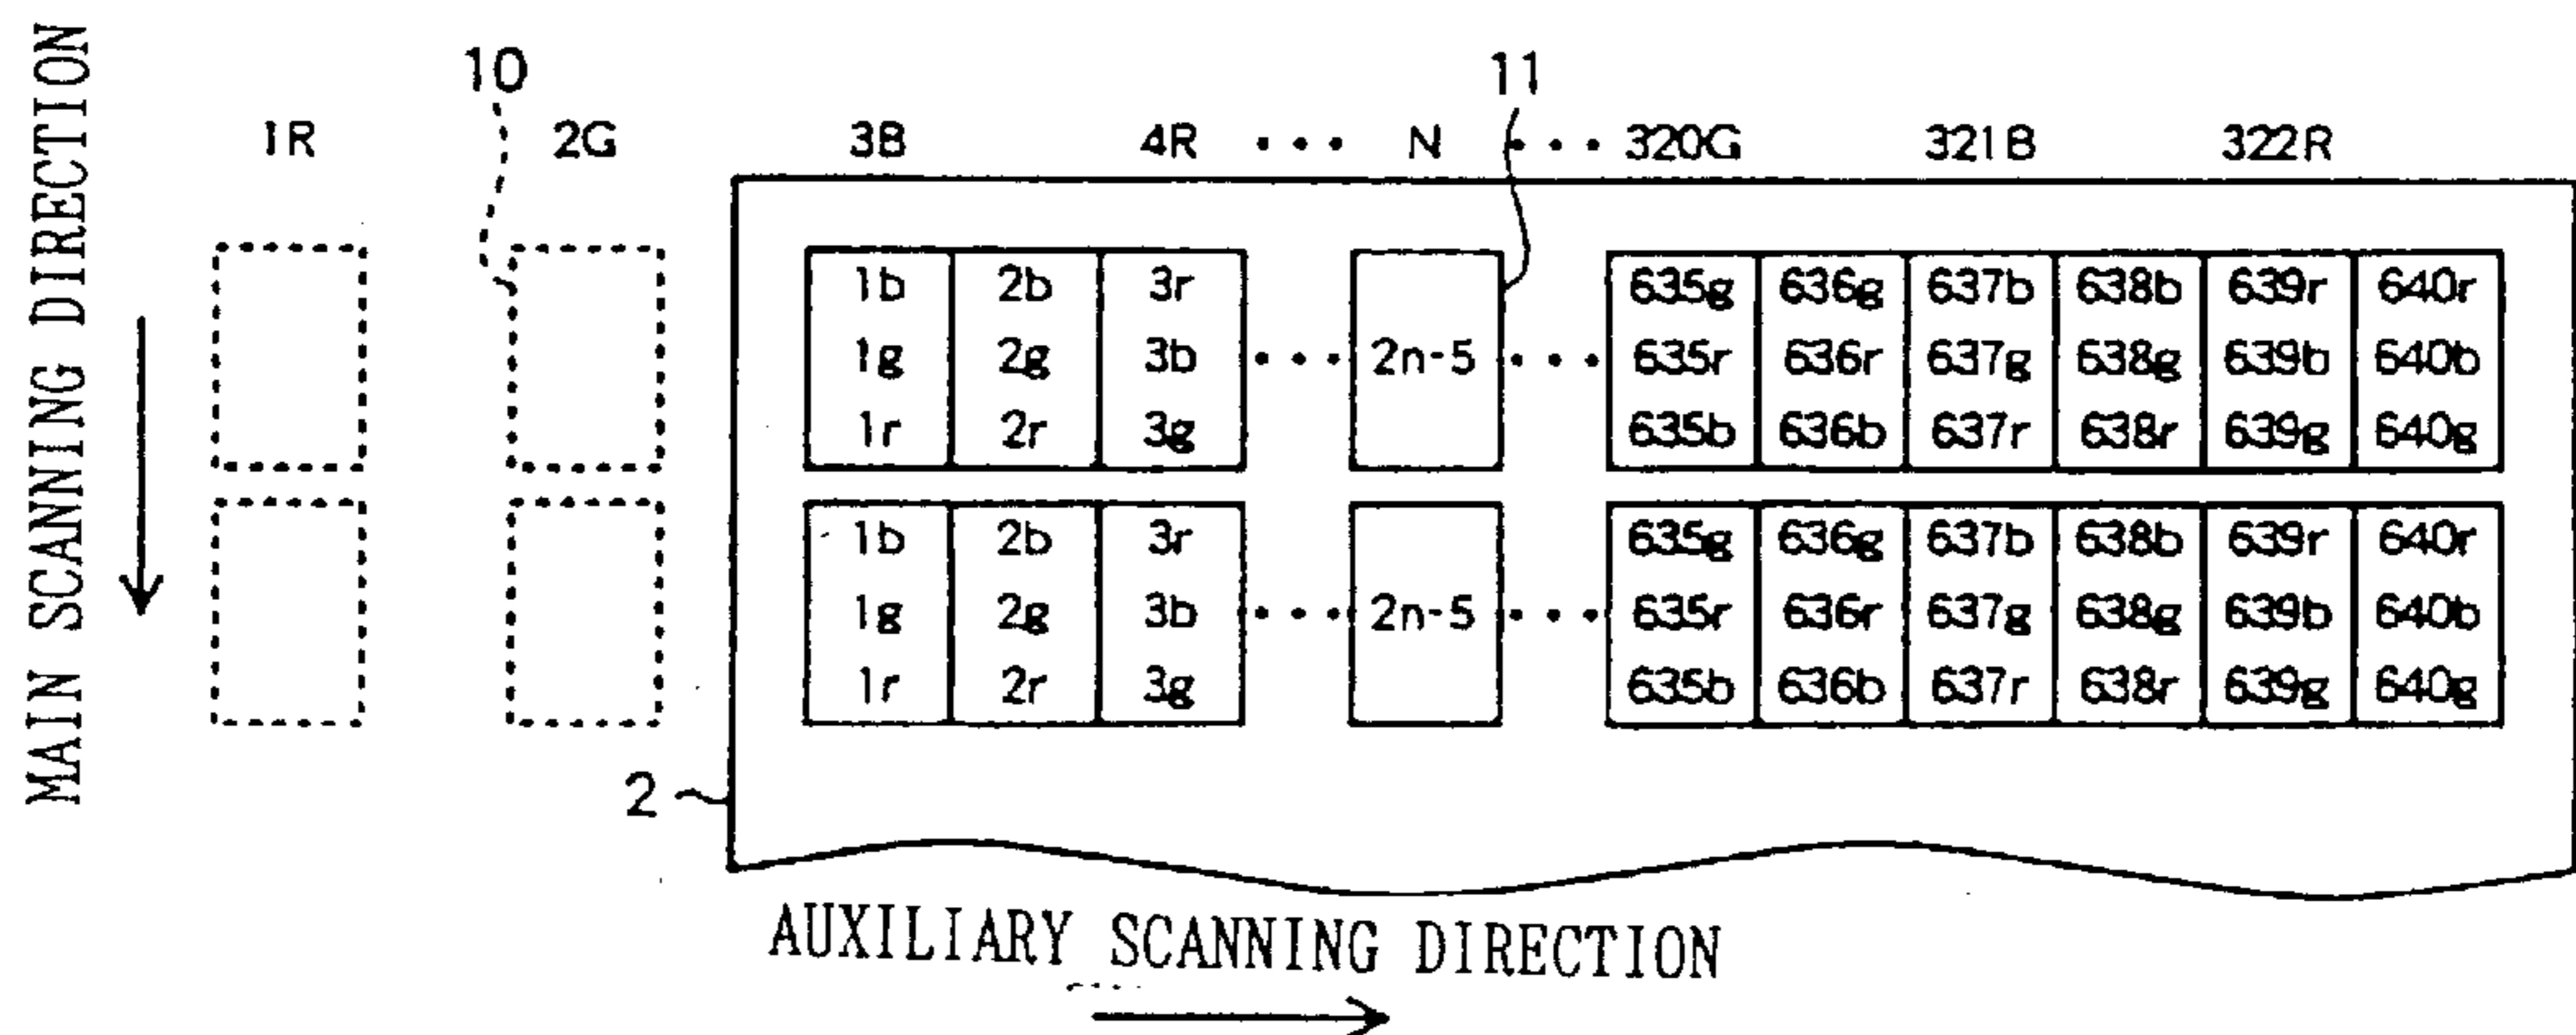 MAIN SCANNING DIRECTION
10 11
1R 2G 3B 4R ··· N ··· 320G 321B 322R
1b 2b 3r 635g 636g 637b 638b 639r 640r
1g 2g 3b ··· 2n-5 ··· 635r 636r 637g 638g 639b 640b
1r 2r 3g 635b 636b 637r 638r 639g 640g
1b 2b 3r 635g 636g 637b 638b 639r 640r
1g 2g 3b ··· 2n-5 ··· 635r 636r 637g 638g 639b 640b
1r 2r 3g 635b 636b 637r 638r 639g 640g
2
AUXILIARY SCANNING DIRECTION